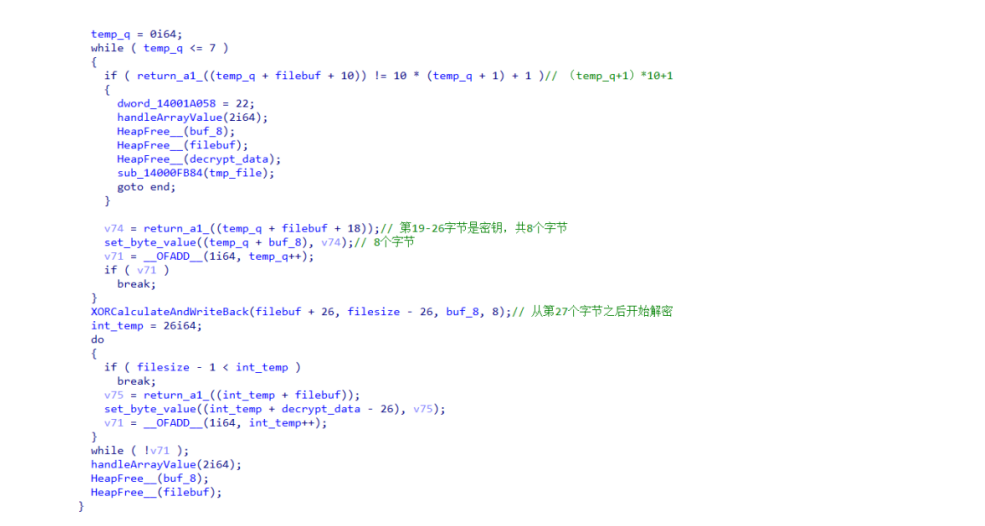 temp_q = 0i64;
while ( temp_q <= 7 )
{
if ( return_a1_((temp_q + filebuf + 10)) != 10 * (temp_q + 1) + 1 )// （temp_q+1）*10+1
{
dword_14001A058 = 22;
handleArrayValue(2i64);
HeapFree__(buf_8);
HeapFree__(filebuf);
HeapFree__(decrypt_data);
sub_14000FB84(tmp_file);
goto end;
}
v74 = return_a1_((temp_q + filebuf + 18));// 第19-26字节是密钥，共8个字节
set_byte_value((temp_q + buf_8), v74);// 8个字节
v71 = __OFADD__(1i64, temp_q++);
if ( v71 )
break;
}
XORCalculateAndWriteBack(filebuf + 26, filesize - 26, buf_8, 8);// 从第27个字节之后开始解密
int_temp = 26i64;
do
{
if ( filesize - 1 < int_temp )
break;
v75 = return_a1_((int_temp + filebuf));
set_byte_value((int_temp + decrypt_data - 26), v75);
v71 = __OFADD__(1i64, int_temp++);
}
while ( !v71 );
handleArrayValue(2i64);
HeapFree__(buf_8);
HeapFree__(filebuf);
}